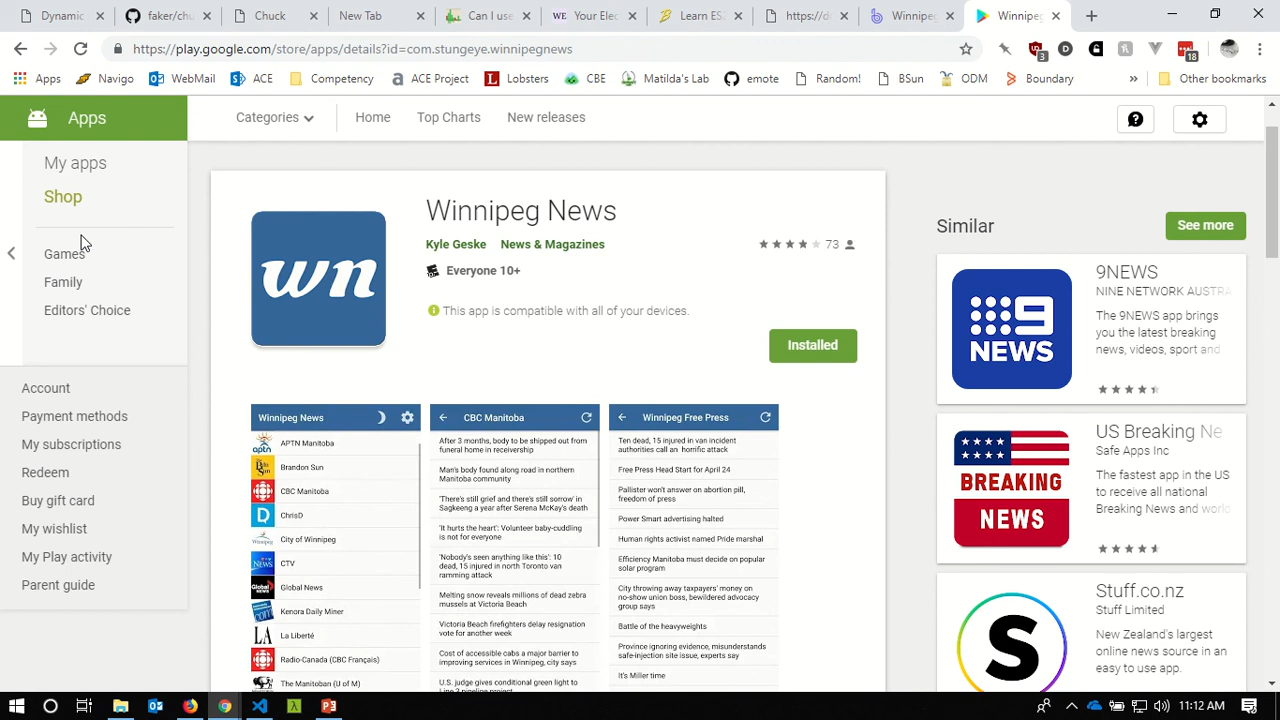 Dynamic
faker/chu
Chuck
New Tab
Can I use
WE Your Elec
Learn ES
https://d
Winnipe
Winnipeg
https://play.google.com/store/apps/details?id=com.stungeye.winnipegnews
3
18
Apps
Navigo
WebMail
ACE
Competency
ACE Project
Lobsters
CBE
Matilda's Lab
emote
Random!
BSun
ODM
Boundary
»
Other bookmarks
Apps
Categories
Home
Top Charts
New releases
My apps
Shop
Games
Family
Editors' Choice
Account
Payment methods
My subscriptions
Redeem
Buy gift card
My wishlist
My Play activity
Parent guide
wn
Winnipeg News
Kyle Geske News & Magazines
73
Everyone 10+
This app is compatible with all of your devices.
Installed
Winnipeg News
APTN Manitoba
Brandon Sun
CBC Manitoba
ChrisD
City of Winnipeg
CTV
Global News
Kenora Daily Miner
La Liberté
Radio-Canada (CBC Français)
The Manitoban (U of M)
CBC Manitoba
After 3 months, body to be shipped out from
funeral home in receivership
Man's body found along road in northern
Manitoba community
'There's still grief and there's still sorrow' in
Sagkeeng a year after Serena McKay's death
'It hurts the heart': Volunteer baby-cuddling
is not for everyone
'Nobody's seen anything like this': 10
dead, 15 injured in north Toronto van
ramming attack
Melting snow reveals millions of dead zebra
mussels at Victoria Beach
Victoria Beach firefighters delay resignation
vote for another week
Cost of accessible cabs a major barrier to
improving services in Winnipeg, city says
U.S. judge gives conditional green light to
Line 3 pipeline project
Winnipeg Free Press
Ten dead, 15 injured in van incident
authorities call an horrific attack
Free Press Head Start for April 24
Pallister won't answer on abortion pill,
freedom of press
Power Smart advertising halted
Human rights activist named Pride marshal
Efficiency Manitoba must decide on popular
solar program
City throwing away taxpayers' money on
no-show union boss, bewildered advocacy
group says
Battle of the heavyweights
Province ignoring evidence, misunderstands
safe-injection site issue, experts say
It's Miller time
Similar
See more
9
NEWS
9NEWS
NINE NETWORK AUSTRA
The 9NEWS app brings
you the latest breaking
news, videos, sport and
BREAKING
NEWS
US Breaking Ne
Safe Apps Inc
The fastest app in the US
to receive all national
Breaking News and world
S
Stuff.co.nz
Stuff Limited
New Zealand's largest
online news source in an
easy to use app.
11:12 AM